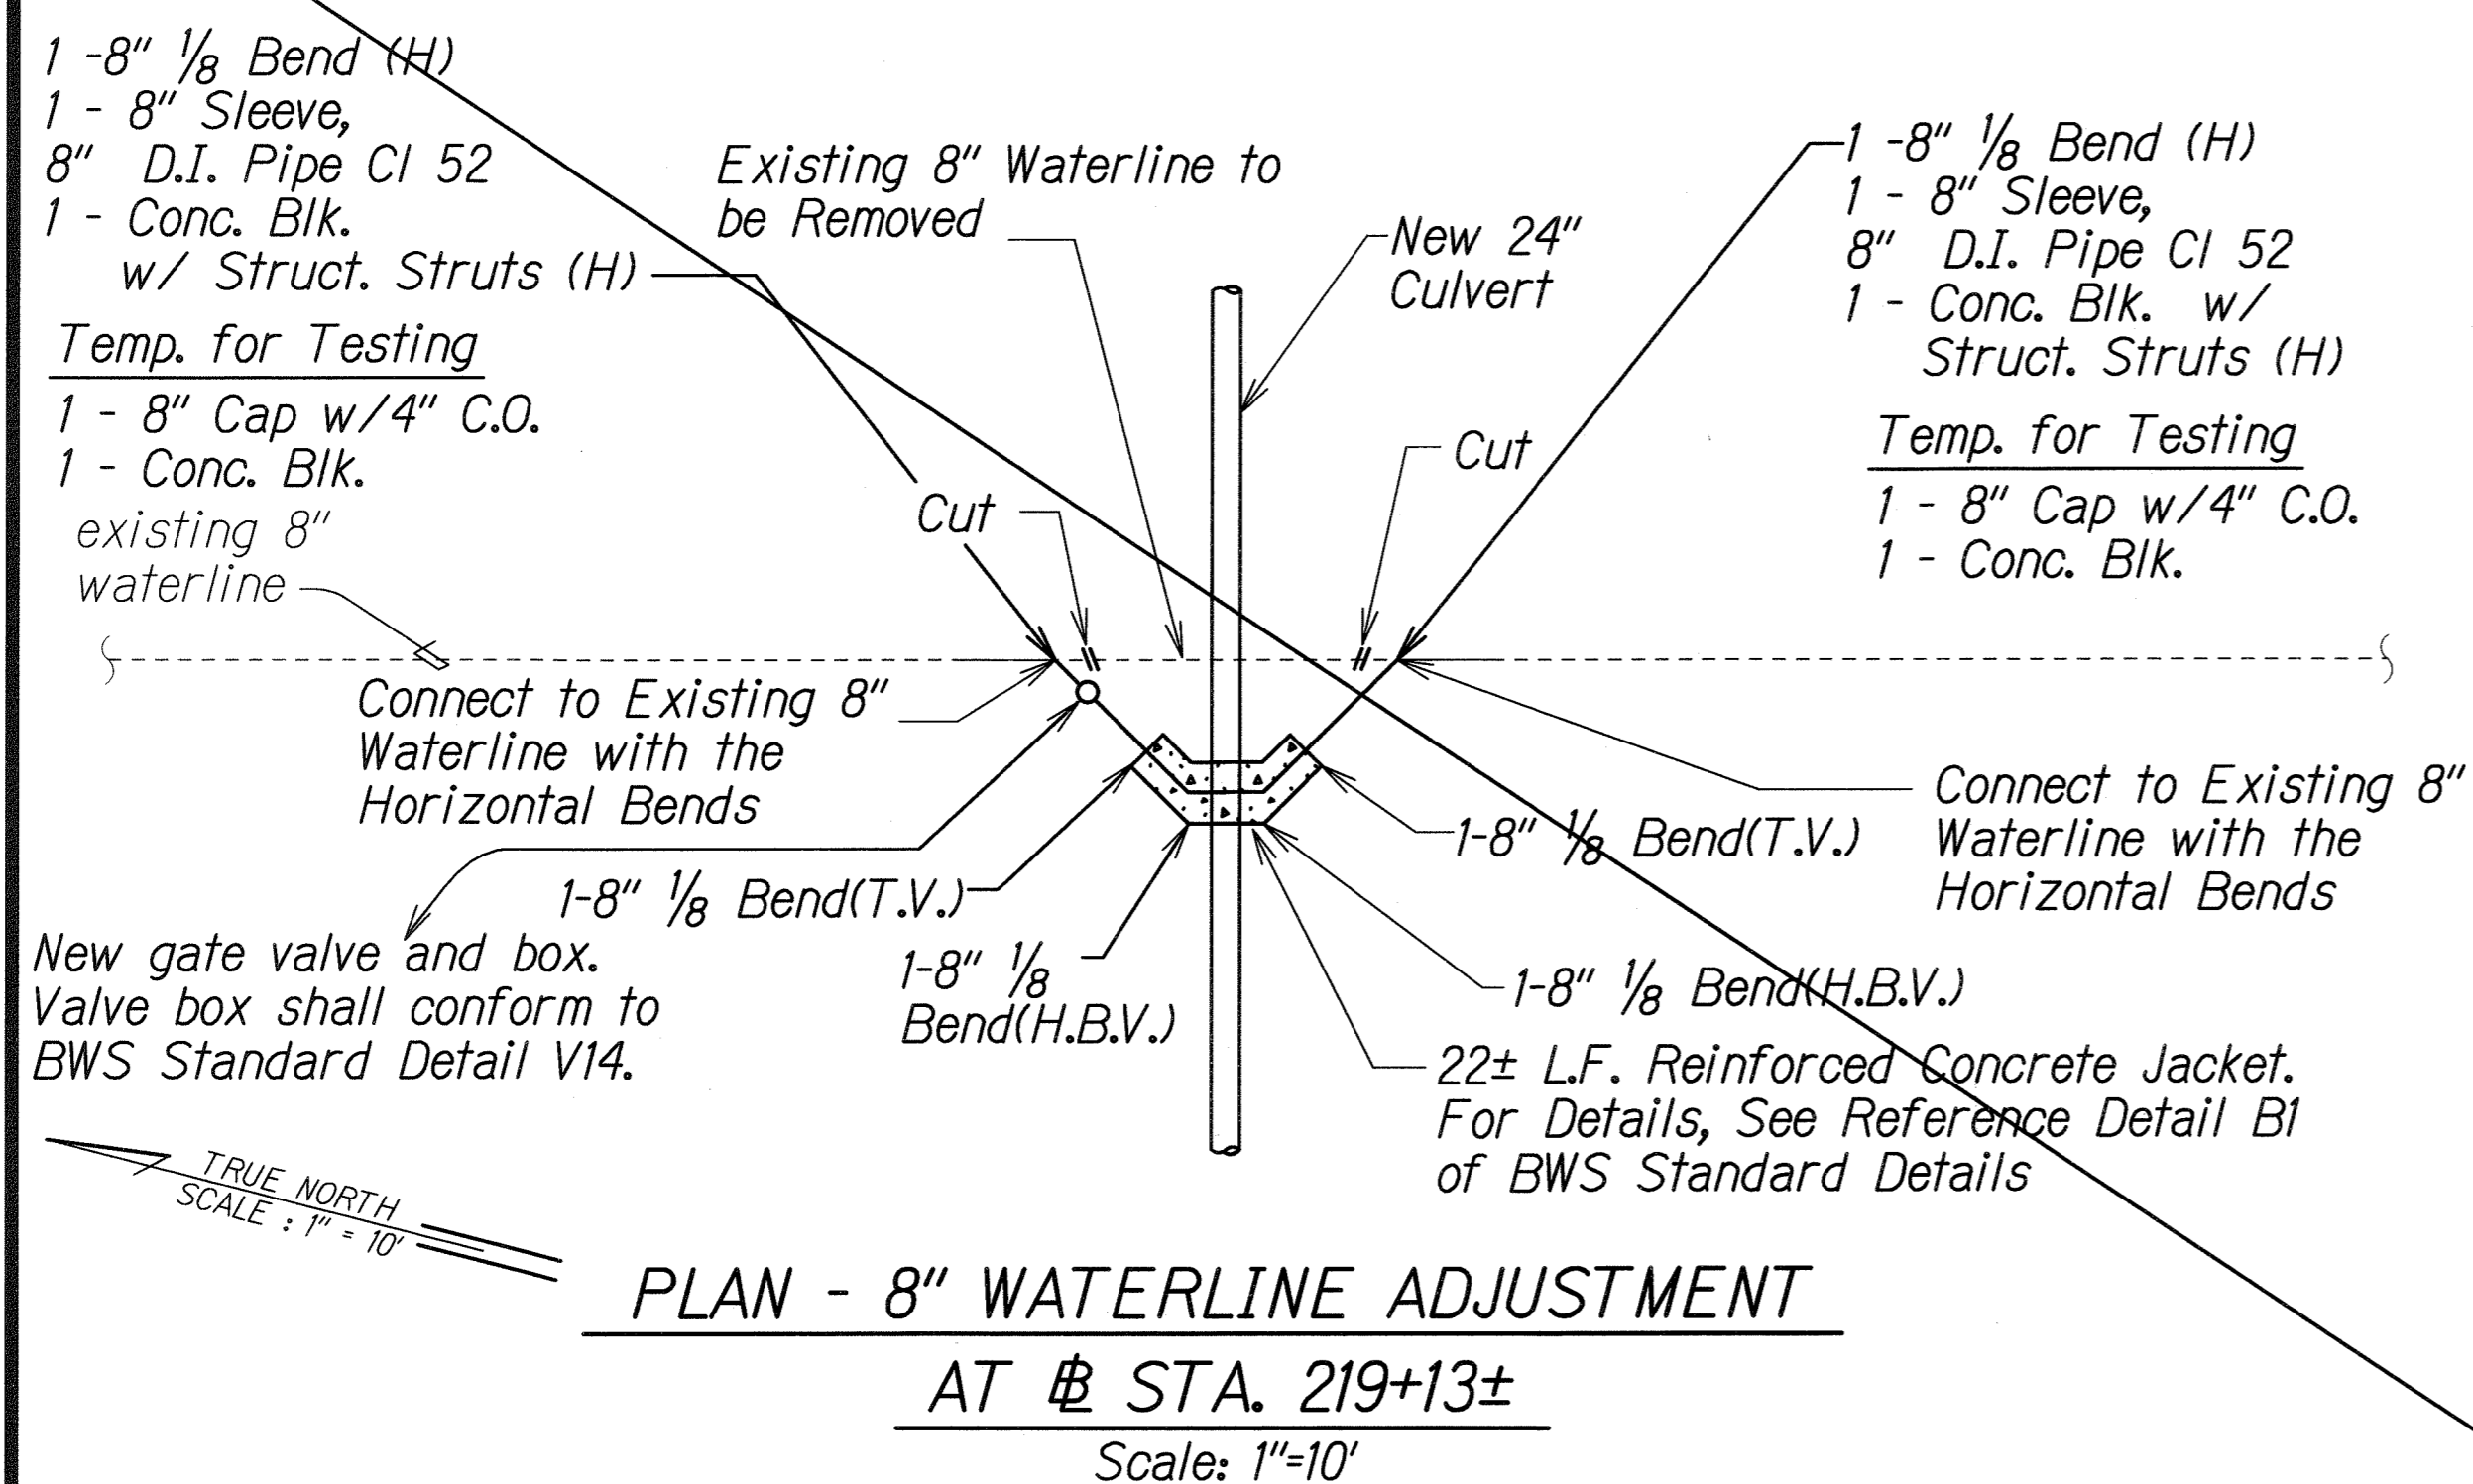 1 -8" 1/8 Bend (H)
1 - 8" Sleeve,
8" D.I. Pipe Cl 52
1 - Conc. Blk.
w/ Struct. Struts (H)
Temp. for Testing
1 - 8" Cap w/4" C.O.
1 - Conc. Blk.
existing 8"
waterline
Existing 8" Waterline to
be Removed
New 24"
Culvert
Cut
Cut
1 -8" 1/8 Bend (H)
1 - 8" Sleeve,
8" D.I. Pipe Cl 52
1 - Conc. Blk. w/
Struct. Struts (H)
Temp. for Testing
1 - 8" Cap w/4" C.O.
1 - Conc. Blk.
Connect to Existing 8"
Waterline with the
Horizontal Bends
1-8" 1/8 Bend(T.V.)
New gate valve and box.
Valve box shall conform to
BWS Standard Detail V14.
1-8" 1/8
Bend(H.B.V.)
1-8" 1/8 Bend(T.V.)
Connect to Existing 8"
Waterline with the
Horizontal Bends
1-8" 1/8 Bend(H.B.V.)
22± L.F. Reinforced Concrete Jacket.
For Details, See Reference Detail B1
of BWS Standard Details
TRUE NORTH
SCALE : 1" = 10'
PLAN - 8" WATERLINE ADJUSTMENT
AT BL STA. 219+13±
Scale: 1"=10'